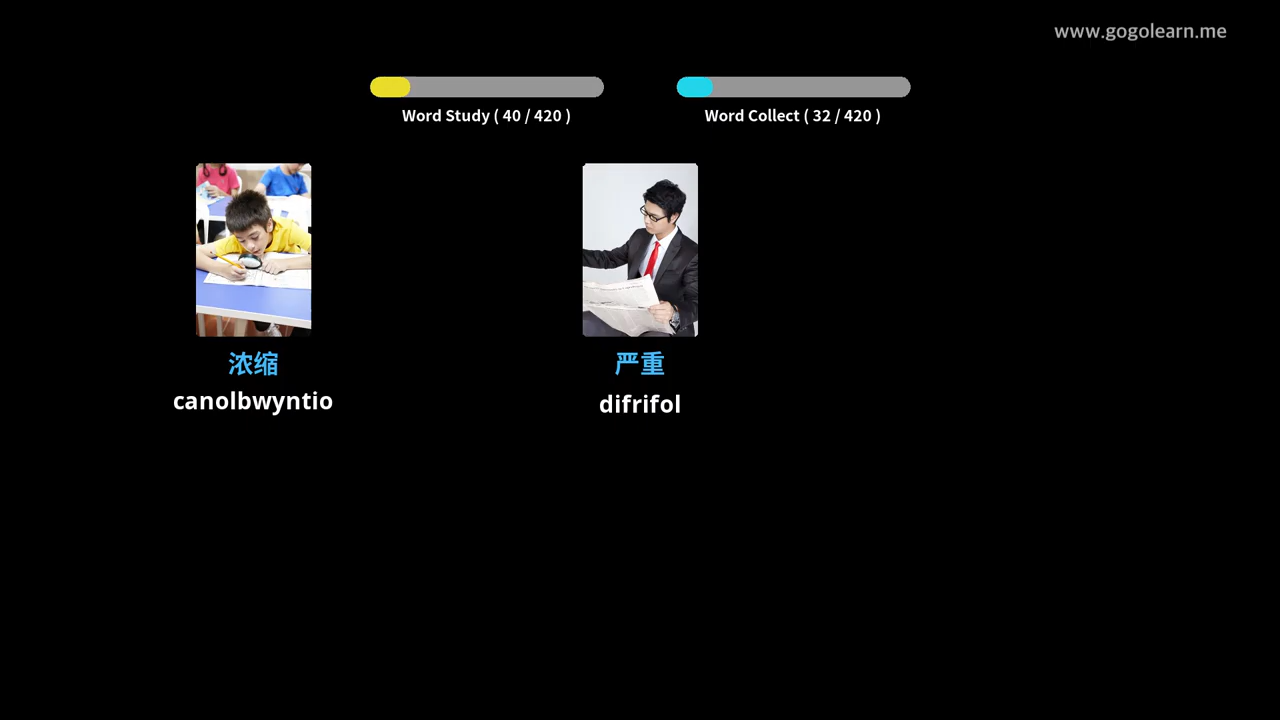 www.gogolearn.me
Word Study ( 40 / 420 )
Word Collect ( 32 / 420 )
浓缩
canolbwyntio
严重
difrifol